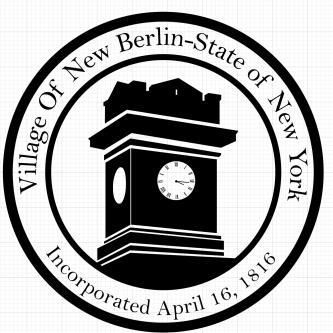 Village Of New Berlin-State of New York
Incorporated April 16, 1816